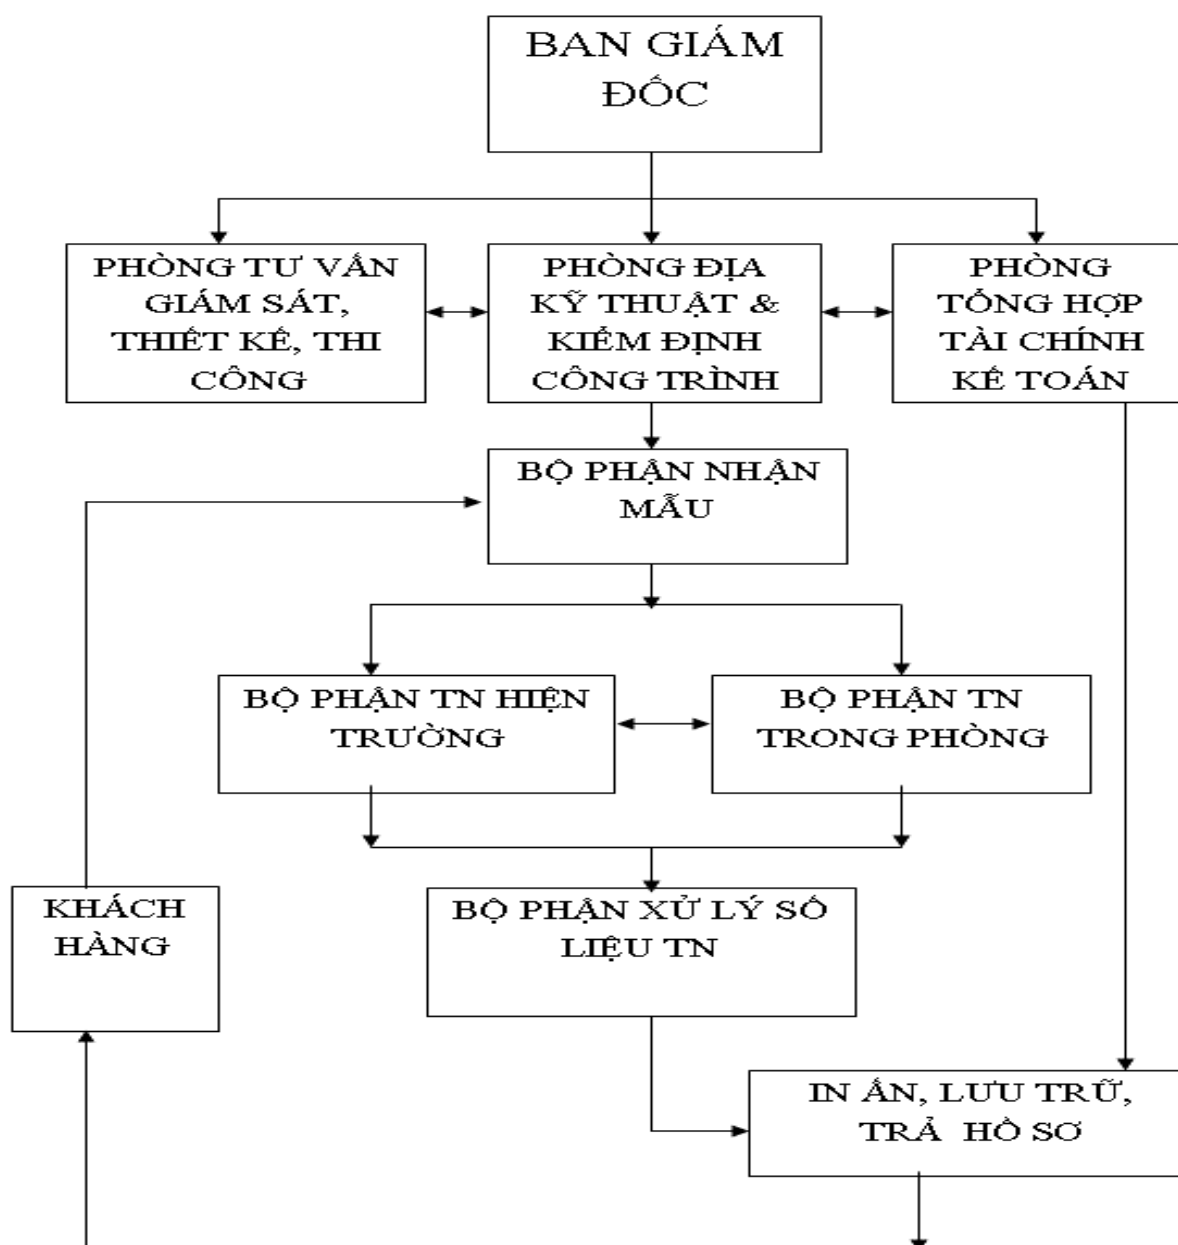 BAN GIÁM
ĐỐC
PHÒNG TƯ VẤN
GIÁM SÁT,
THIẾT KẾ, THI
CÔNG
PHÒNG ĐỊA
KỸ THUẬT &
KIỂM ĐỊNH
CÔNG TRÌNH
PHÒNG
TỔNG HỢP
TÀI CHÍNH
KẾ TOÁN
BỘ PHẬN NHẬN
MẪU
BỘ PHẬN TN HIỆN
TRƯỜNG
BỘ PHẬN TN
TRONG PHÒNG
KHÁCH
HÀNG
BỘ PHẬN XỬ LÝ SỐ
LIỆU TN
IN ẤN, LƯU TRỮ,
TRẢ HỒ SƠ